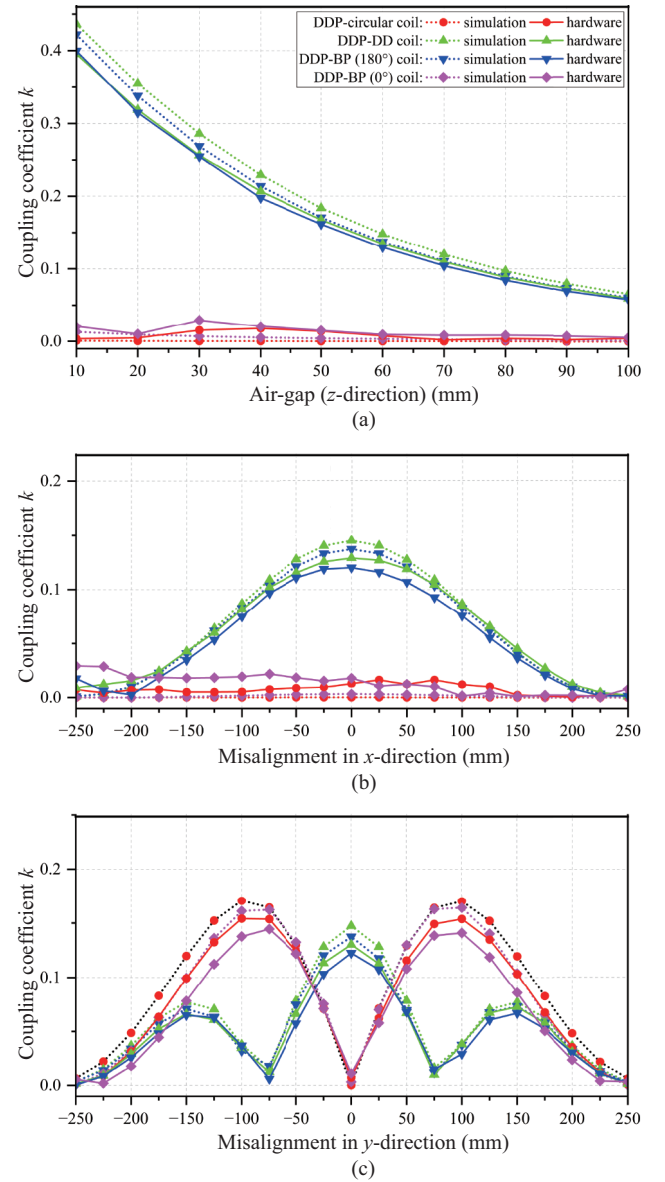 DDP-circular coil: simulation hardware
DDP-DD coil: simulation hardware
DDP-BP (180°) coil: simulation hardware
DDP-BP (0°) coil: simulation hardware
Coupling coefficient k
0.4
0.3
0.2
0.1
0.0
10 20 30 40 50 60 70 80 90 100
Air-gap (z-direction) (mm)
(a)
Coupling coefficient k
0.2
0.1
0.0
−250 −200 −150 −100 −50 0 50 100 150 200 250
Misalignment in x-direction (mm)
(b)
Coupling coefficient k
0.2
0.1
0.0
−250 −200 −150 −100 −50 0 50 100 150 200 250
Misalignment in y-direction (mm)
(c)